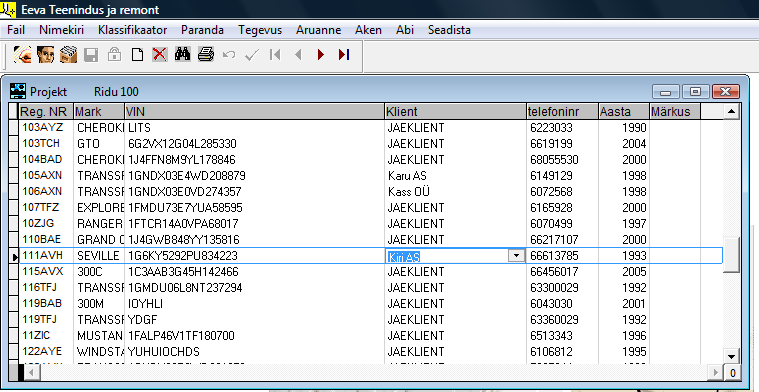 Eeva Teenindus ja remont
Fail Nimekiri Klassifikaator Paranda Tegevus Aruanne Aken Abi Seadista
Projekt Ridu 100
Reg. NR Mark VIN Klient telefoninr Aasta Märkus
103AYZ CHEROKI LITS JAEKLIENT 6223033 1990
103TCH GTO 6G2VX12G04L285330 JAEKLIENT 6619199 2004
104BAD CHEROKI 1J4FFN8M9YL178846 JAEKLIENT 68055530 2000
105AXN TRANSSP 1GNDX03E4WD208879 Karu AS 6149129 1998
106AXN TRANSSP 1GNDX03E0VD274357 Kass OÜ 6072568 1998
107TFZ EXPLORE 1FMDU73E7YUA58595 JAEKLIENT 6165928 2000
10ZJG RANGER 1FTCR14A0VPA68017 JAEKLIENT 6070499 1997
110BAE GRAND C 1J4GWB48YY135816 JAEKLIENT 66217107 2000
111AVH SEVILLE 1G6KY5292PU834223 Kiri AS 66613785 1993
115AVX 300C 1C3AAB3G45H142466 JAEKLIENT 66456017 2005
116TFJ TRANSSP 1GMDU06L8NT237294 JAEKLIENT 63300029 1992
119BAB 300M IOYHLI JAEKLIENT 6043030 2001
119TFJ TRANSSP YDGF JAEKLIENT 63360029 1992
11ZIC MUSTAN 1FALP46V1TF180700 JAEKLIENT 6513343 1996
122AYE WINDSTA YUHUIOCHDS JAEKLIENT 6106812 1995
0